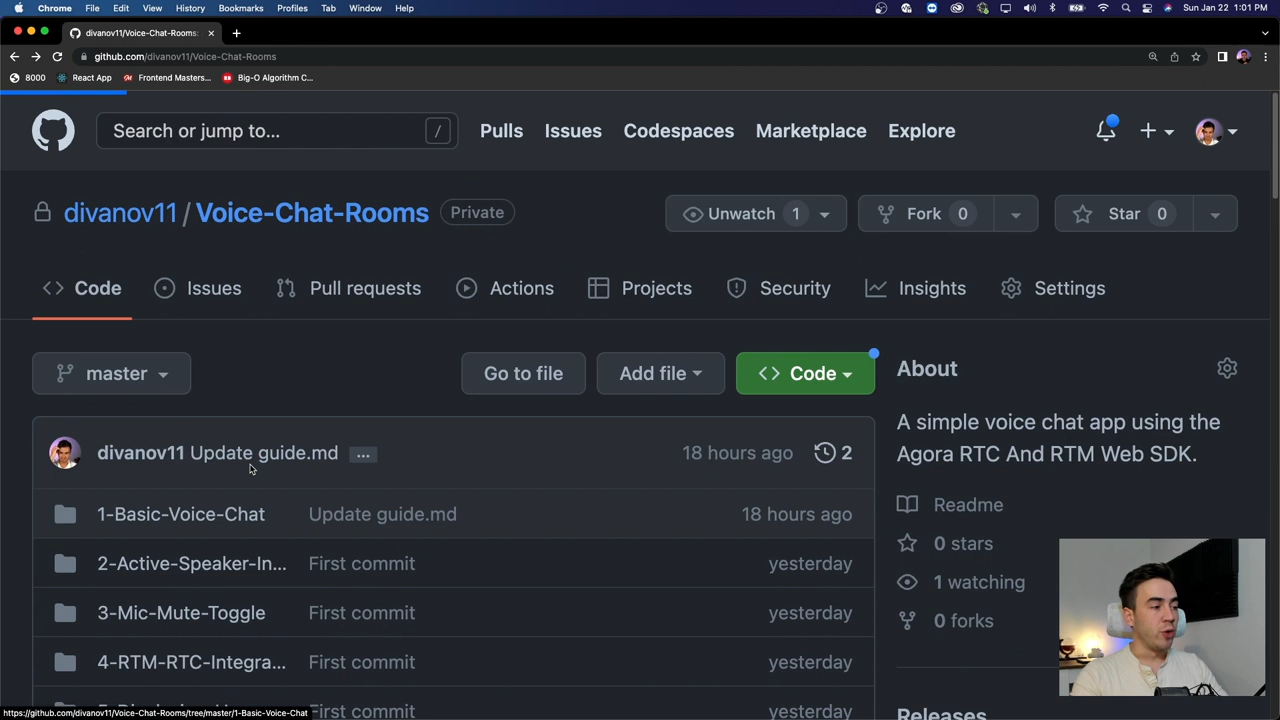 Chrome File Edit View History Bookmarks Profiles Tab Window Help Sun Jan 22 1:01 PM
divanov11/Voice-Chat-Rooms:
github.com/divanov11/Voice-Chat-Rooms
8000 React App Frontend Masters... Big-O Algorithm C...
Search or jump to... / Pulls Issues Codespaces Marketplace Explore
divanov11 / Voice-Chat-Rooms Private Unwatch 1 Fork 0 Star 0
Code Issues Pull requests Actions Projects Security Insights Settings
master Go to file Add file Code
About
A simple voice chat app using the
Agora RTC And RTM Web SDK.
Readme
0 stars
1 watching
0 forks
Releases
divanov11 Update guide.md ... 18 hours ago 2
1-Basic-Voice-Chat Update guide.md 18 hours ago
2-Active-Speaker-In... First commit yesterday
3-Mic-Mute-Toggle First commit yesterday
4-RTM-RTC-Integra... First commit yesterday
First commit yesterday
https://github.com/divanov11/Voice-Chat-Rooms/tree/master/1-Basic-Voice-Chat